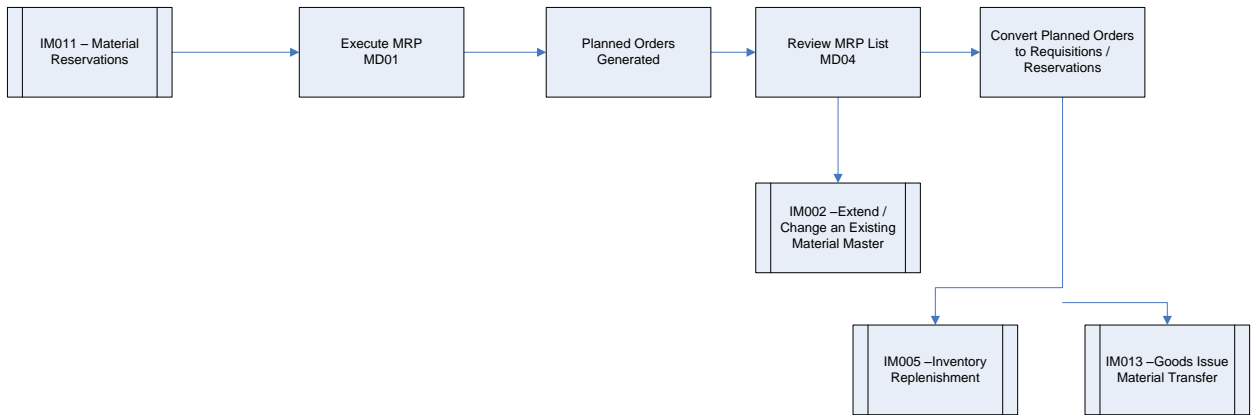 IM011 – Material
Reservations
Execute MRP
MD01
Planned Orders
Generated
Review MRP List
MD04
Convert Planned Orders
to Requisitions /
Reservations
IM002 –Extend /
Change an Existing
Material Master
IM005 –Inventory
Replenishment
IM013 –Goods Issue
Material Transfer